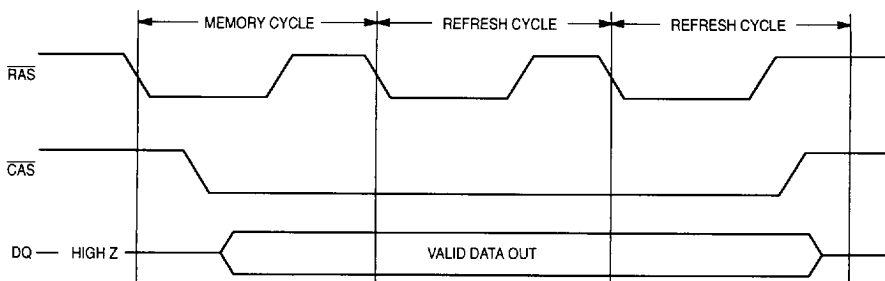 MEMORY CYCLE REFRESH CYCLE REFRESH CYCLE
RAS
CAS
DQ HIGH Z VALID DATA OUT